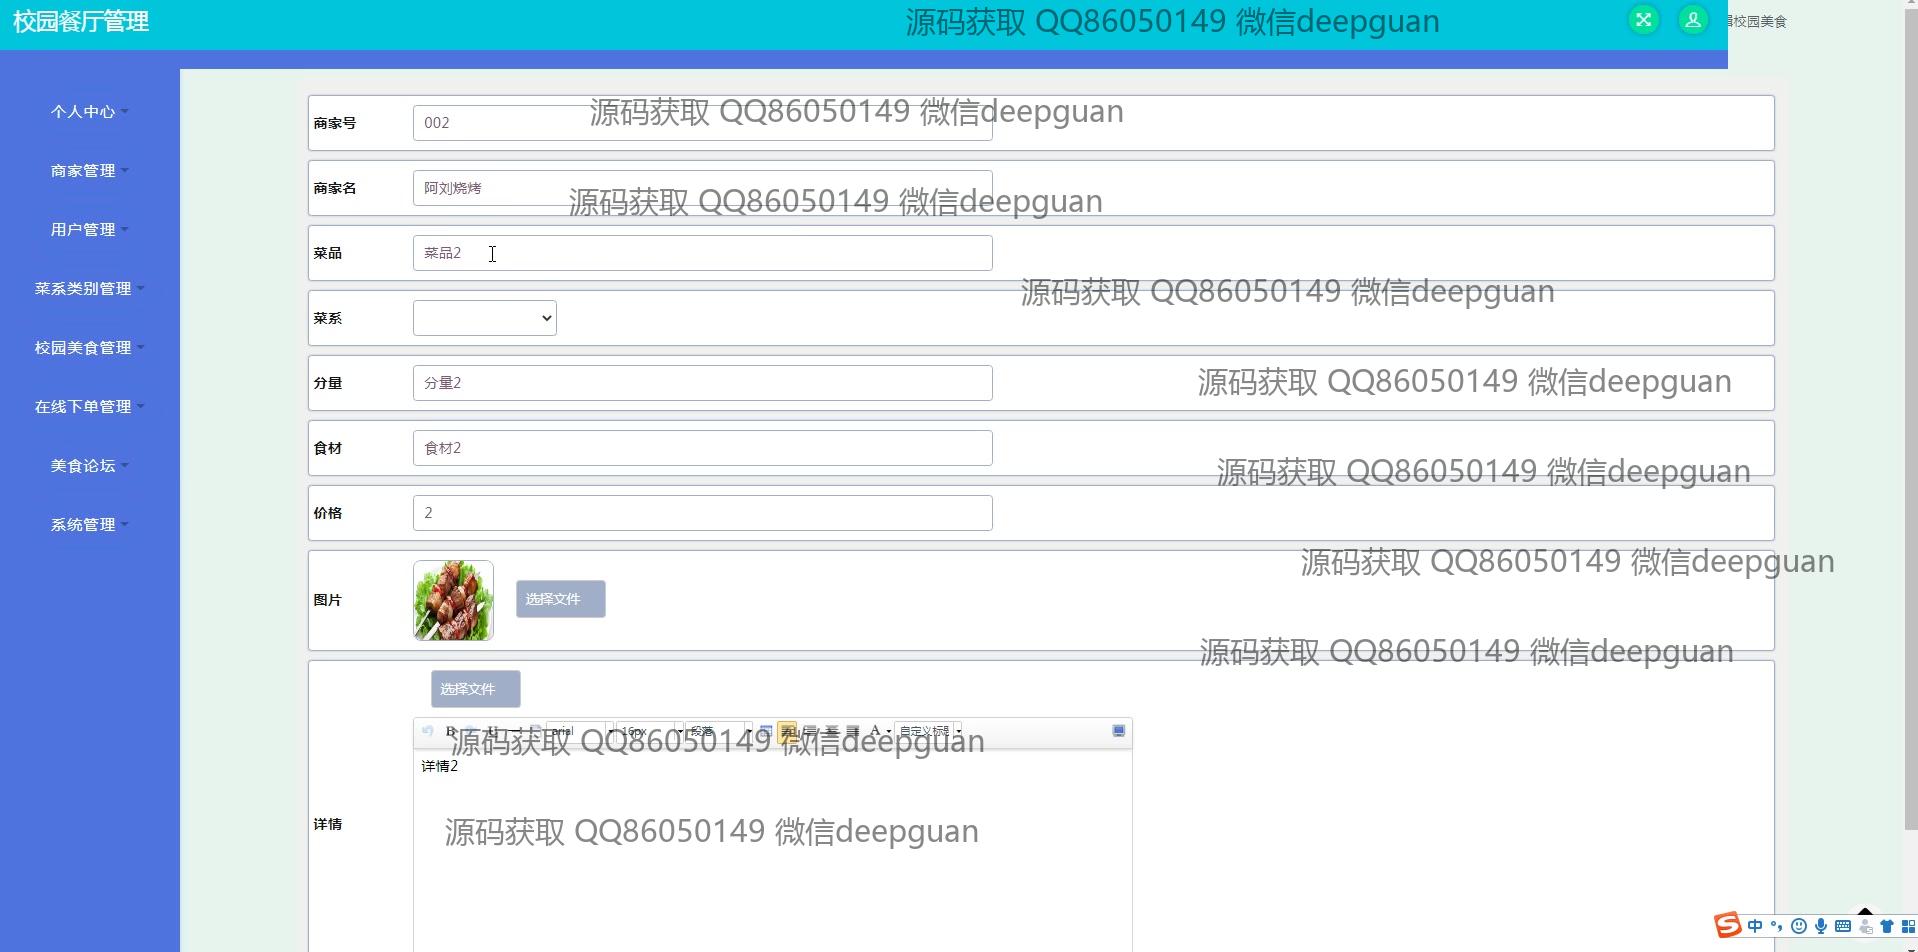 校园餐厅管理
源码获取 QQ86050149 微信deepguan
校园美食
个人中心
商家管理
用户管理
菜系类别管理
校园美食管理
在线下单管理
美食论坛
系统管理
商家号 002
源码获取 QQ86050149 微信deepguan
商家名 阿刘烧烤
源码获取 QQ86050149 微信deepguan
菜品 菜品2
源码获取 QQ86050149 微信deepguan
菜系
分量 分量2
源码获取 QQ86050149 微信deepguan
食材 食材2
源码获取 QQ86050149 微信deepguan
价格 2
源码获取 QQ86050149 微信deepguan
图片 选择文件
源码获取 QQ86050149 微信deepguan
选择文件
B U arial 16px 段落 A 自定义标题
源码获取 QQ86050149 微信deepguan
详情2
详情
源码获取 QQ86050149 微信deepguan
S 中